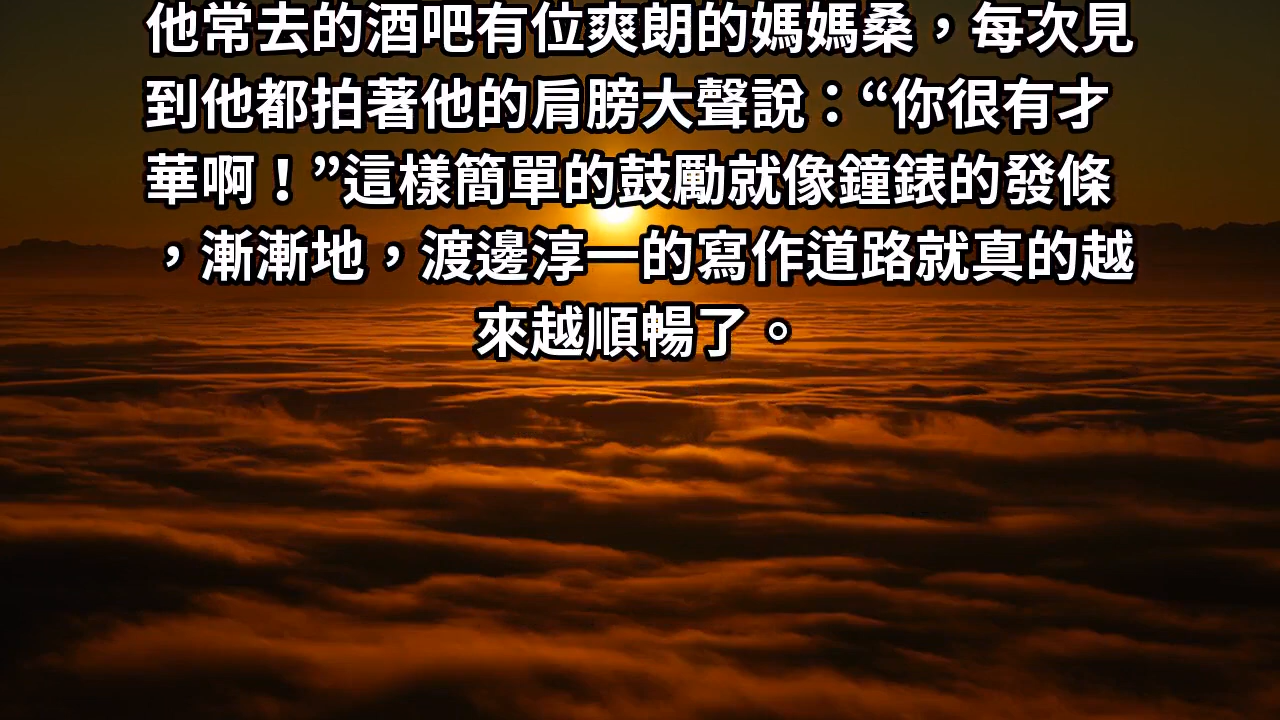 他常去的酒吧有位爽朗的媽媽桑，每次見
到他都拍著他的肩膀大聲說：“你很有才
華啊！”這樣簡單的鼓勵就像鐘錶的發條
，漸漸地，渡邊淳一的寫作道路就真的越
來越順暢了。